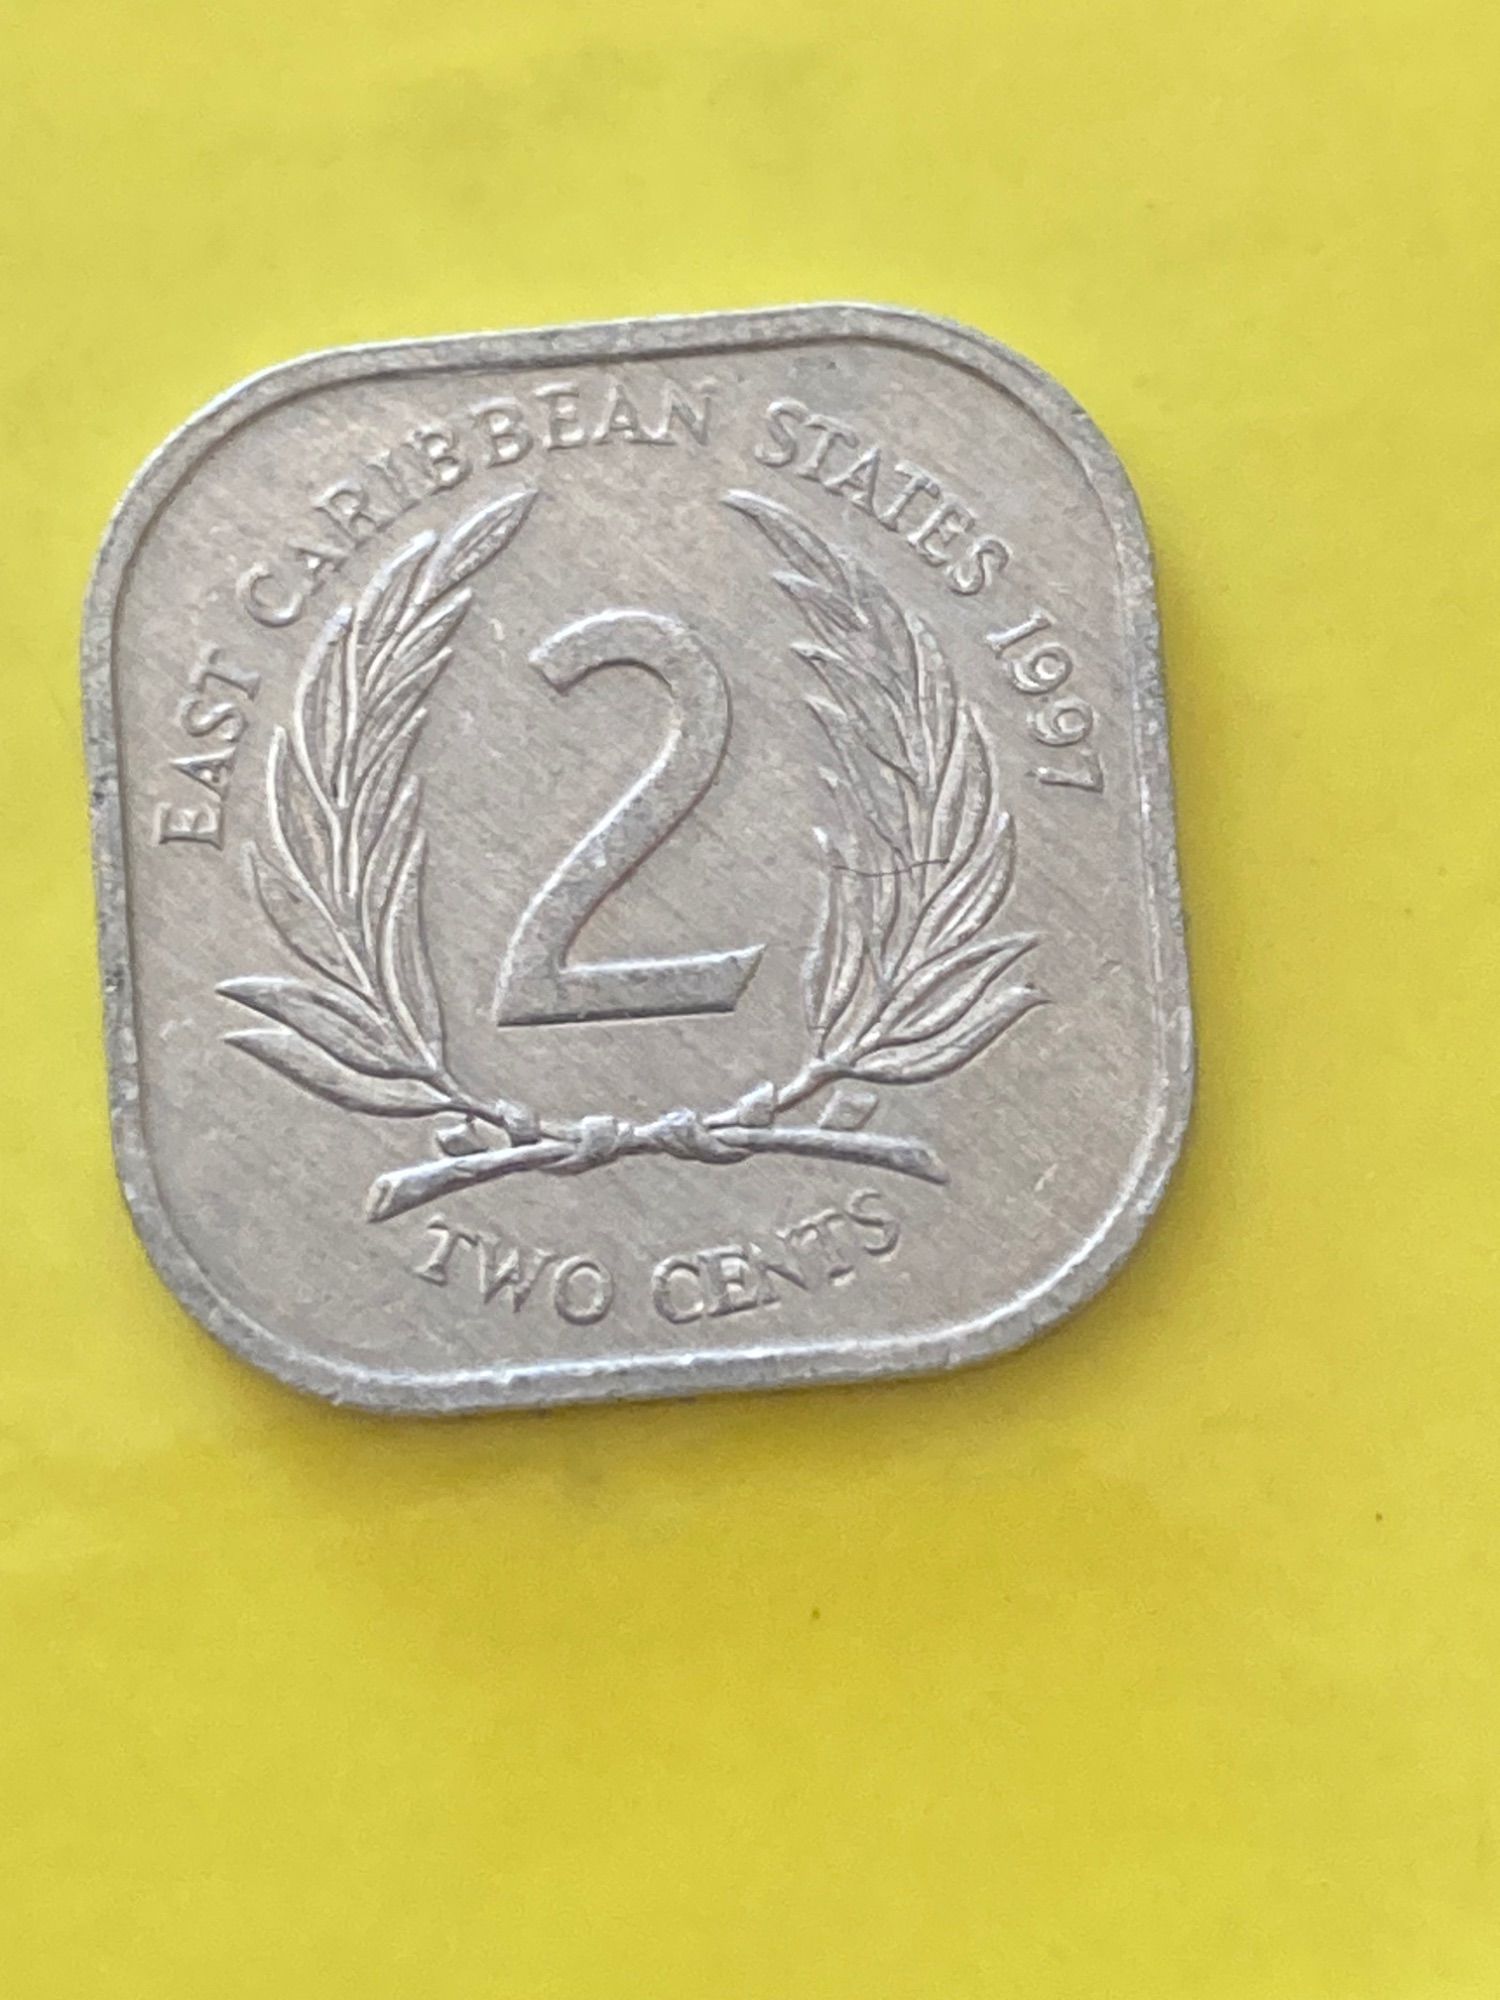 EAST CARIBBEAN STATES 1997
2
TWO CENTS